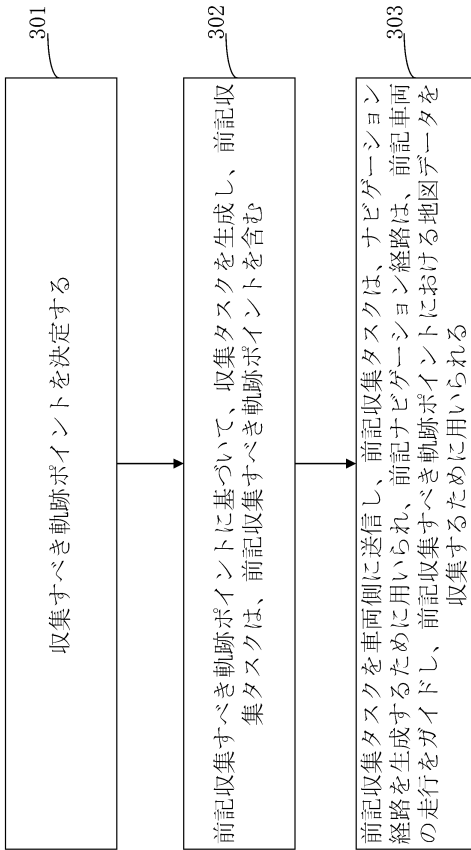 301
収集すべき軌跡ポイントを決定する
302
前記収集すべき軌跡ポイントに基づいて、収集タスクを生成し、前記収
集タスクは、前記収集すべき軌跡ポイントを含む
303
前記収集タスクを車両側に送信し、前記収集タスクは、ナビゲーション
経路を生成するために用いられ、前記ナビゲーション経路は、前記車両
の走行をガイドし、前記収集すべき軌跡ポイントにおける地図データを
収集するために用いられる